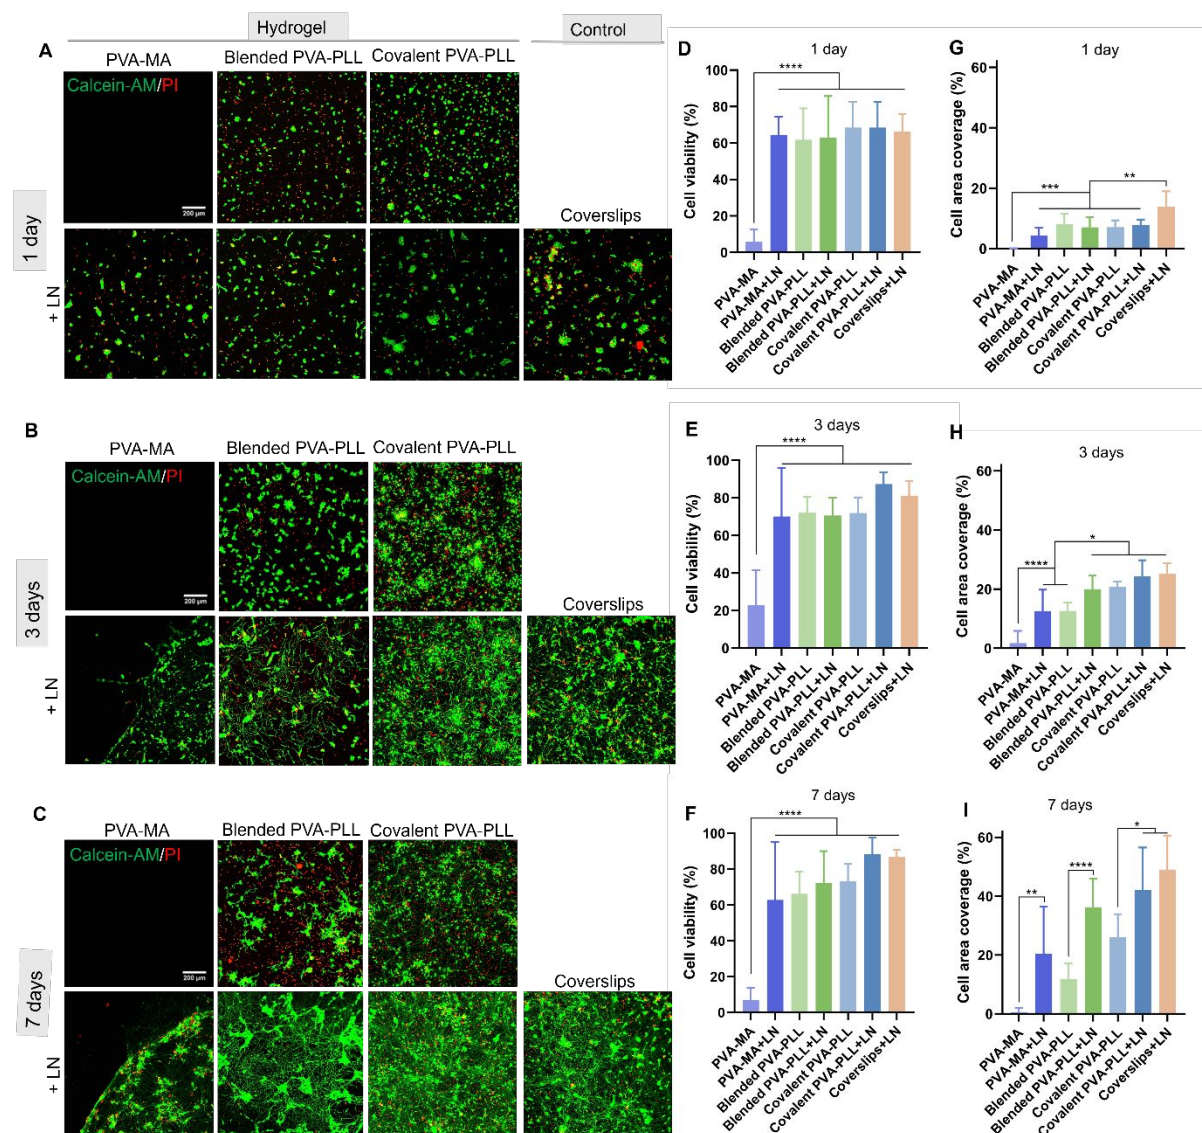 Hydrogel
Control
A
PVA-MA
Blended PVA-PLL
Covalent PVA-PLL
Calcein-AM/PI
200 µm
1 day
Coverslips
+ LN
B
PVA-MA
Blended PVA-PLL
Covalent PVA-PLL
Calcein-AM/PI
200 µm
3 days
Coverslips
+ LN
C
PVA-MA
Blended PVA-PLL
Covalent PVA-PLL
Calcein-AM/PI
200 µm
7 days
Coverslips
+ LN
D
1 day
Cell viability (%)
100
80
60
40
20
0
****
PVA-MA
PVA-MA+LN
Blended PVA-PLL
Blended PVA-PLL+LN
Covalent PVA-PLL
Covalent PVA-PLL+LN
Coverslips+LN
G
1 day
Cell area coverage (%)
60
40
20
0
***
**
PVA-MA
PVA-MA+LN
Blended PVA-PLL
Blended PVA-PLL+LN
Covalent PVA-PLL
Covalent PVA-PLL+LN
Coverslips+LN
E
3 days
Cell viability (%)
100
80
60
40
20
0
****
PVA-MA
PVA-MA+LN
Blended PVA-PLL
Blended PVA-PLL+LN
Covalent PVA-PLL
Covalent PVA-PLL+LN
Coverslips+LN
H
3 days
Cell area coverage (%)
60
40
20
0
****
*
PVA-MA
PVA-MA+LN
Blended PVA-PLL
Blended PVA-PLL+LN
Covalent PVA-PLL
Covalent PVA-PLL+LN
Coverslips+LN
F
7 days
Cell viability (%)
100
80
60
40
20
0
****
PVA-MA
PVA-MA+LN
Blended PVA-PLL
Blended PVA-PLL+LN
Covalent PVA-PLL
Covalent PVA-PLL+LN
Coverslips+LN
I
7 days
Cell area coverage (%)
60
40
20
0
**
****
*
PVA-MA
PVA-MA+LN
Blended PVA-PLL
Blended PVA-PLL+LN
Covalent PVA-PLL
Covalent PVA-PLL+LN
Coverslips+LN